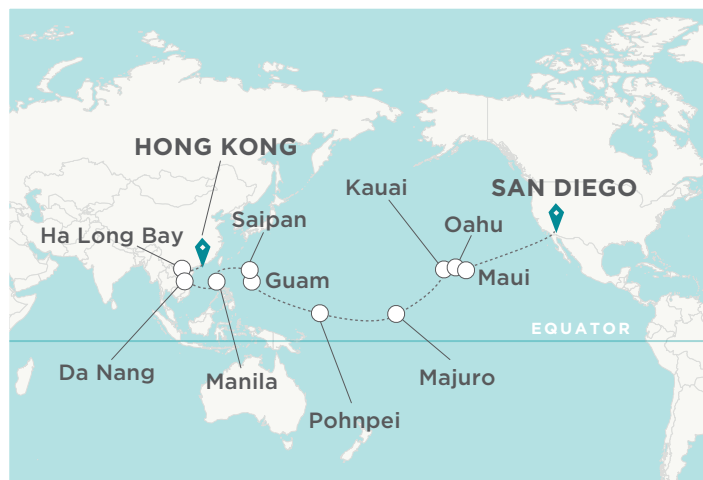 HONG KONG
Kauai
SAN DIEGO
Saipan
Oahu
Ha Long Bay
Guam
Maui
EQUATOR
Da Nang
Manila
Majuro
Pohnpei